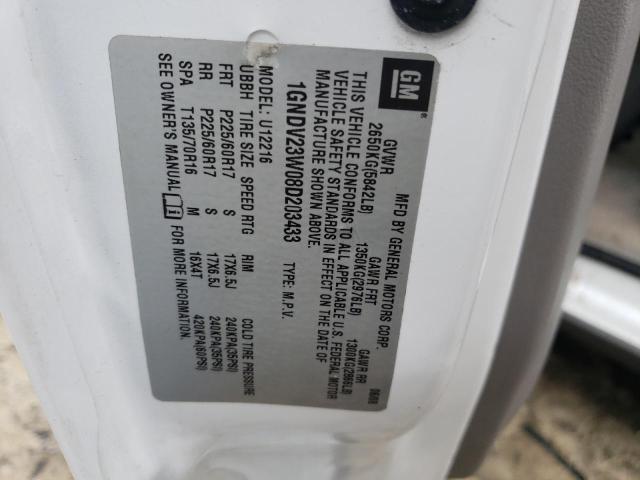 GM®
MFD BY GENERAL MOTORS CORP.
GVWR GAWR FRT GAWR RR
2650KG(5842LB) 1350KG(2976LB) 1300KG(2866LB)
THIS VEHICLE CONFORMS TO ALL APPLICABLE U.S. FEDERAL MOTOR
VEHICLE SAFETY STANDARDS IN EFFECT ON THE DATE OF
MANUFACTURE SHOWN ABOVE.
1GNDV23W08D203433 TYPE: M.P.V.
MODEL: U12216
UBBH TIRE SIZE SPEED RTG RIM COLD TIRE PRESSURE
FRT P225/60R17 S 17X6.5J 240KPA(35PSI)
RR P225/60R17 S 17X6.5J 240KPA(35PSI)
SPA T135/70R16 M 16X4T 420KPA(60PSI)
SEE OWNER'S MANUAL FOR MORE INFORMATION.